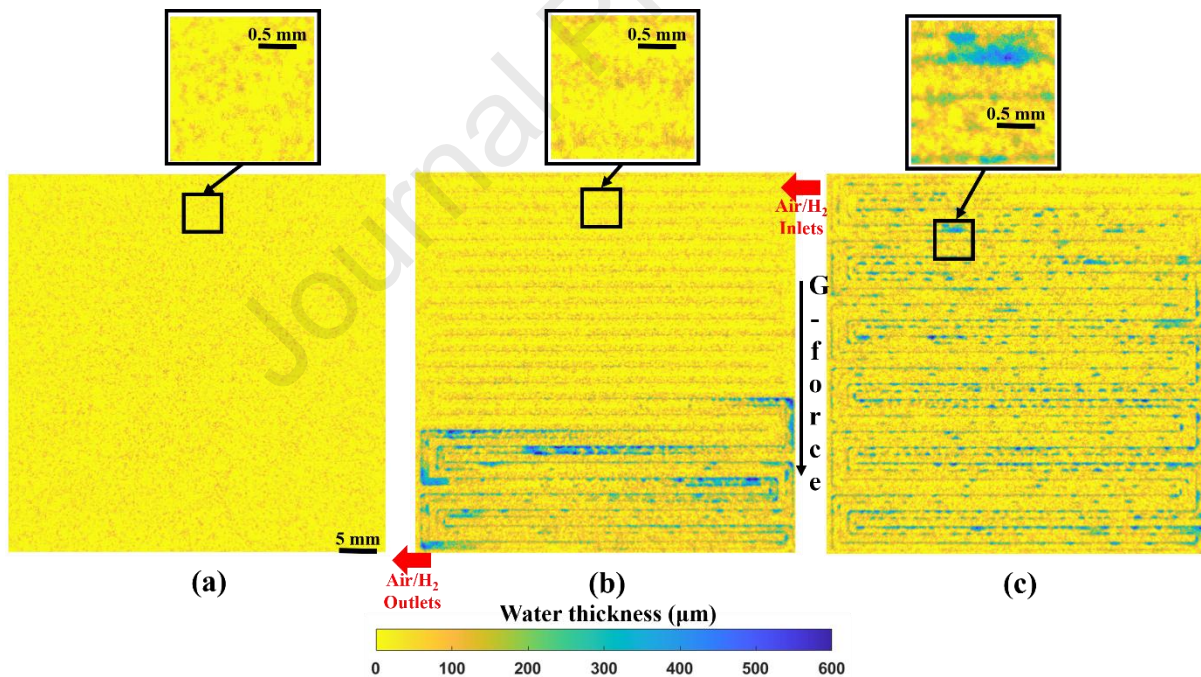 0.5 mm
0.5 mm
0.5 mm
Journal P
Air/H₂
Inlets
G-force
5 mm
Air/H₂
Outlets
(a)
(b)
(c)
Water thickness (µm)
0 100 200 300 400 500 600